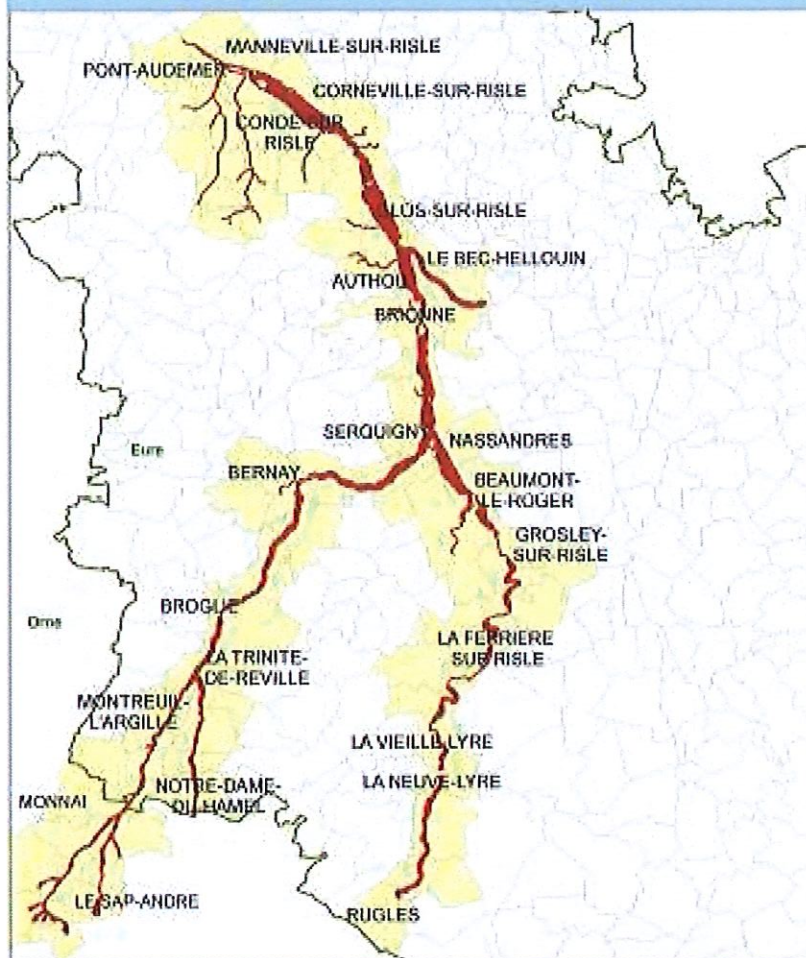 MANNEVILLE-SUR-RISLE
PONT-AUDEMER
CORNEVILLE-SUR-RISLE
CONDE-SUR
RISLE
LOS-SUR-RISLE
LE BEC-HELLOUIN
AUTHOU
BRIONNE
SERQUIGNY
NASSANDRES
Eure
BERNAY
BEAUMONT-
LE-ROGER
GROSLEY-
SUR-RISLE
BROGLIE
Orne
LA TRINITE-
DE-REVILLE
LA FERRIERE
SUR RISLE
MONTREUIL-
L'ARGILLE
LA VIEILLE-LYRE
LA NEUVE-LYRE
NOTRE-DAME-
DU HAMEL
MONNAI
LE SAP-ANDRE
RUGLES